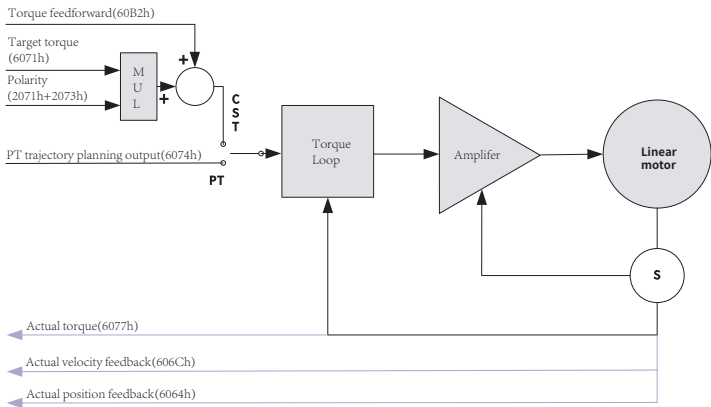 Torque feedforward(60B2h)
Target torque
(6071h)
Polarity
(2071h+2073h)
M
U
L
+
+
C
S
T
PT trajectory planning output(6074h)
PT
Torque
Loop
Amplifer
Linear
motor
S
Actual torque(6077h)
Actual velocity feedback(606Ch)
Actual position feedback(6064h)